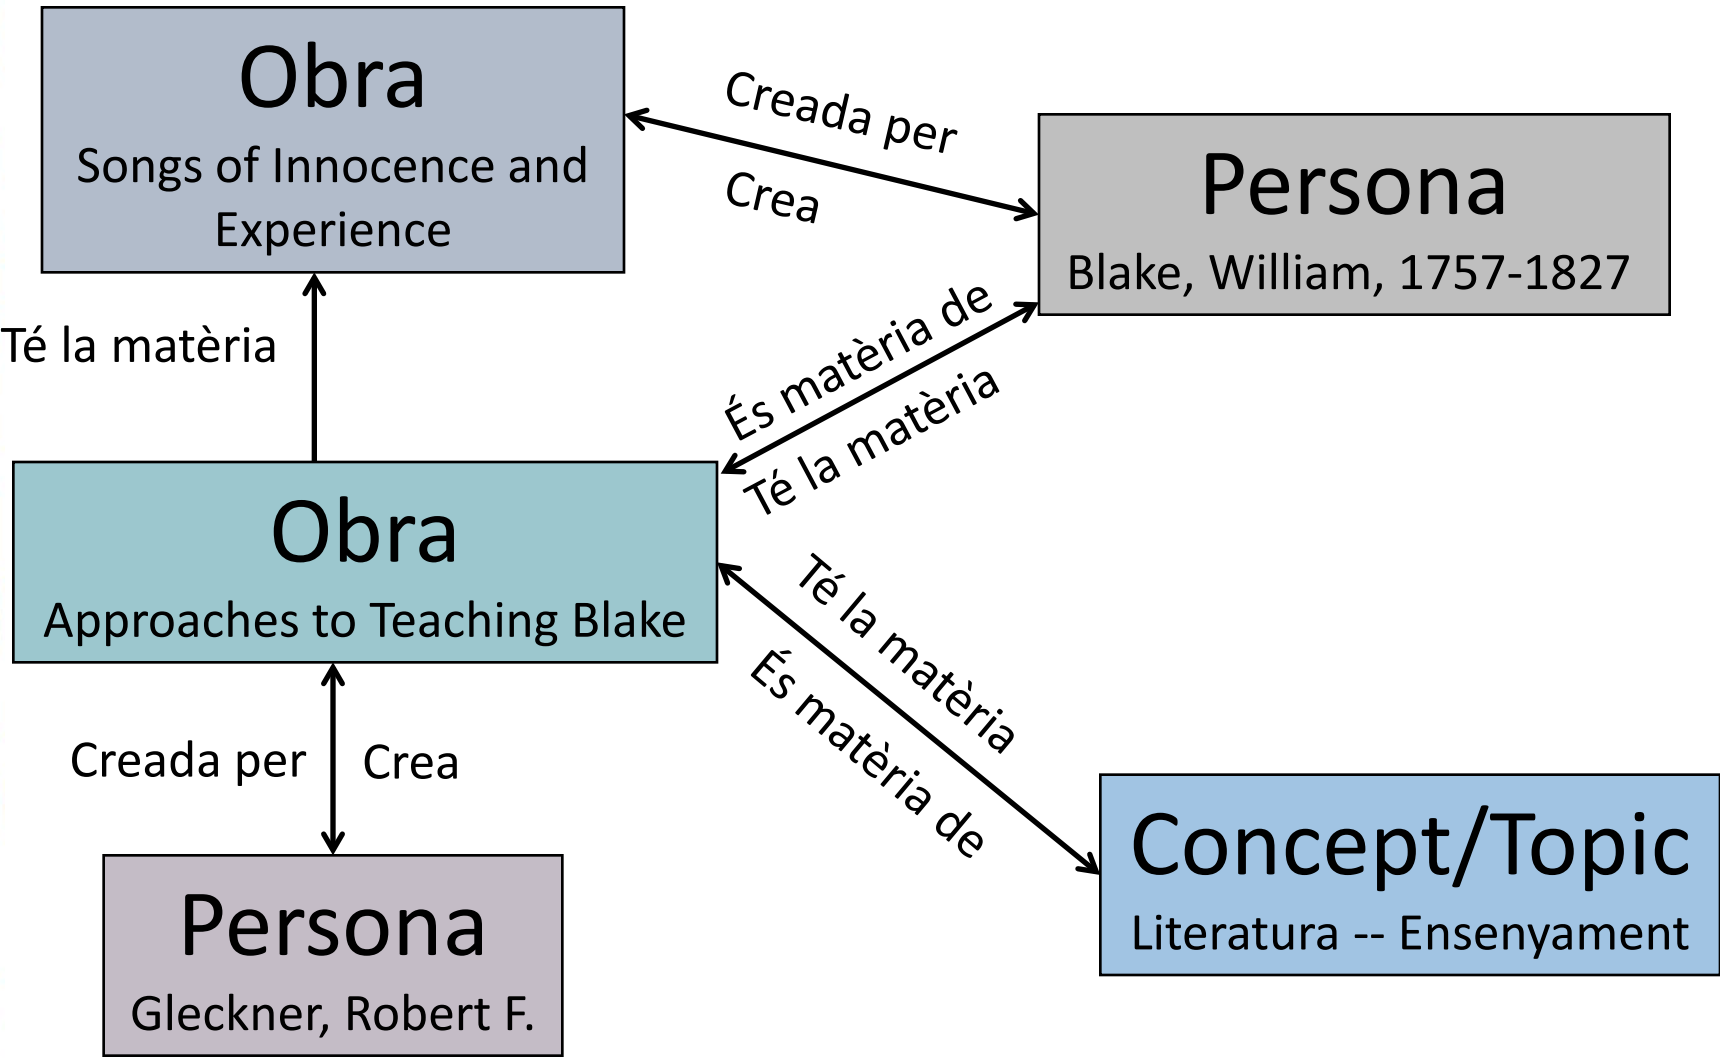 Obra
Songs of Innocence and
Experience
Creada per
Crea
Persona
Blake, William, 1757-1827
Té la matèria
És matèria de
Té la matèria
Obra
Approaches to Teaching Blake
Té la matèria
És matèria de
Creada per
Crea
Concept/Topic
Literatura -- Ensenyament
Persona
Gleckner, Robert F.